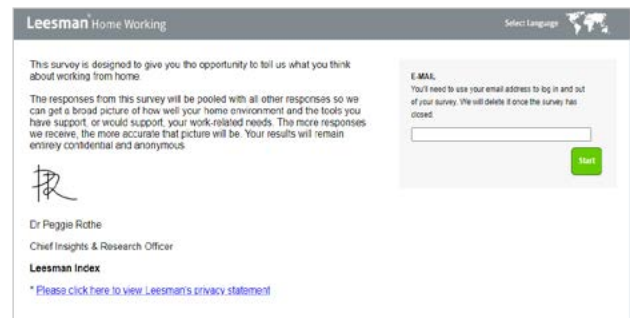 Leesman Home Working
Select Language
This survey is designed to give you the opportunity to tell us what you think
about working from home.
The responses from this survey will be pooled with all other responses so we
can get a broad picture of how well your home environment and the tools you
have support, or would support, your work-related needs. The more responses
we receive, the more accurate that picture will be. Your results will remain
entirely confidential and anonymous
Dr Peggie Rothe
Chief Insights & Research Officer
Leesman Index
* Please click here to view Leesman's privacy statement
E-MAIL
You'll need to use your email address to log in and out
of your survey. We will delete it once the survey has
closed.
Start